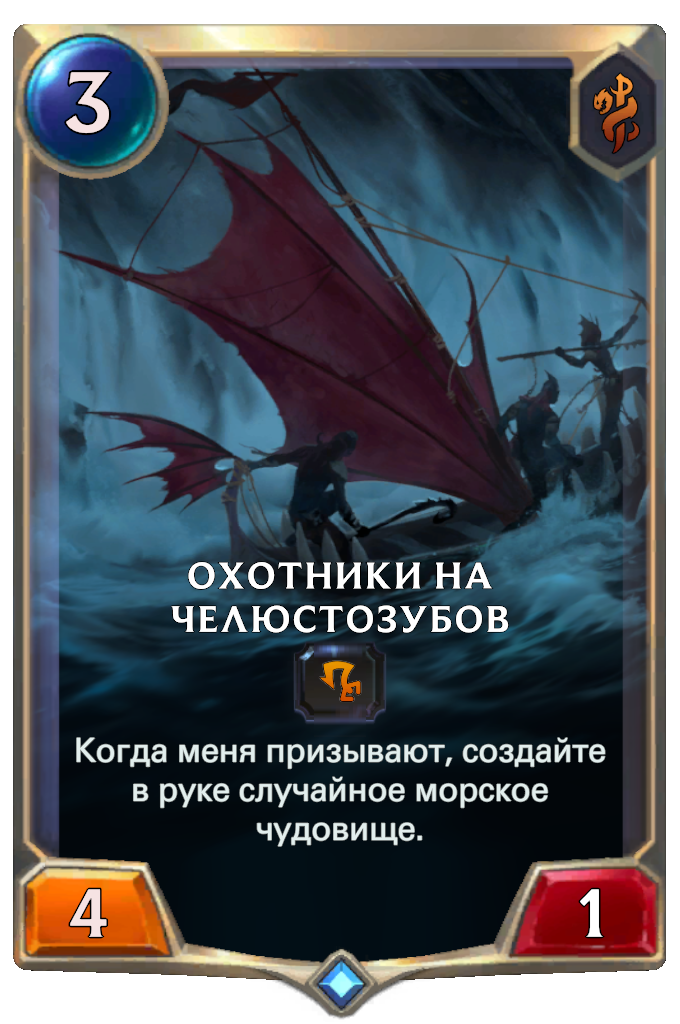 3
ОХОТНИКИ НА
ЧЕЛЮСТОЗУБОВ
Когда меня призывают, создайте
в руке случайное морское
чудовище.
4
1